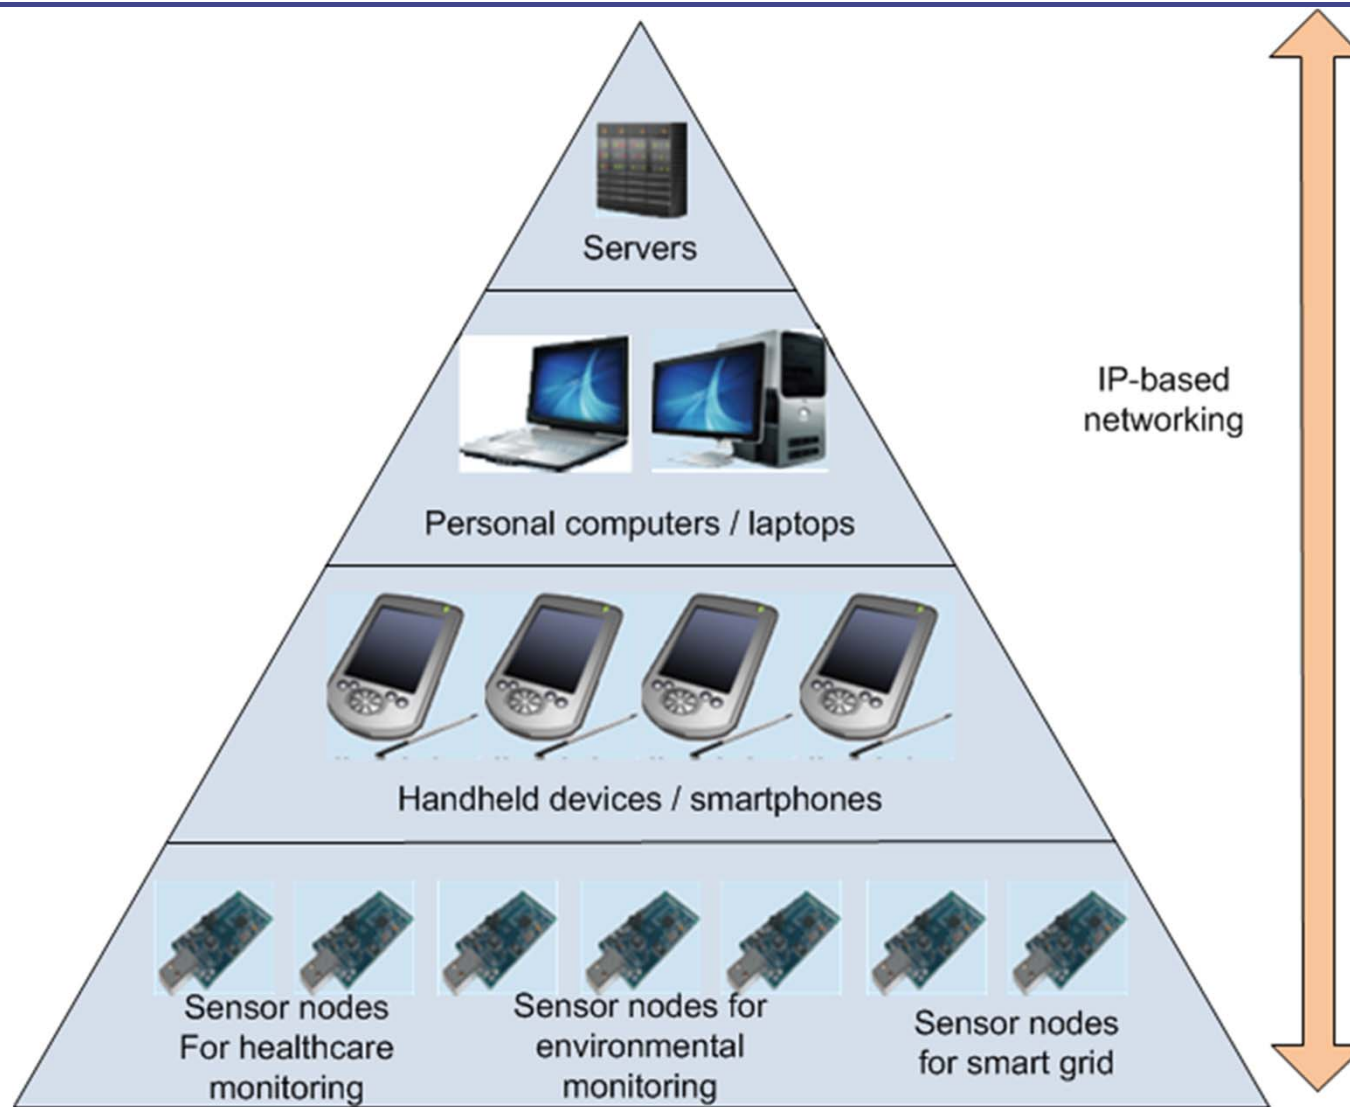 Servers
IP-based
networking
Personal computers / laptops
Handheld devices / smartphones
Sensor nodes
For healthcare
monitoring
Sensor nodes for
environmental
monitoring
Sensor nodes
for smart grid